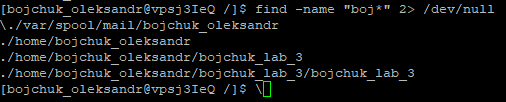 [bojchuk_oleksandr@vpsj3IeQ /]$ find -name "boj*" 2> /dev/null
\./var/spool/mail/bojchuk_oleksandr
./home/bojchuk_oleksandr
./home/bojchuk_oleksandr/bojchuk_lab_3
./home/bojchuk_oleksandr/bojchuk_lab_3/bojchuk_lab_3
[bojchuk_oleksandr@vpsj3IeQ /]$ \